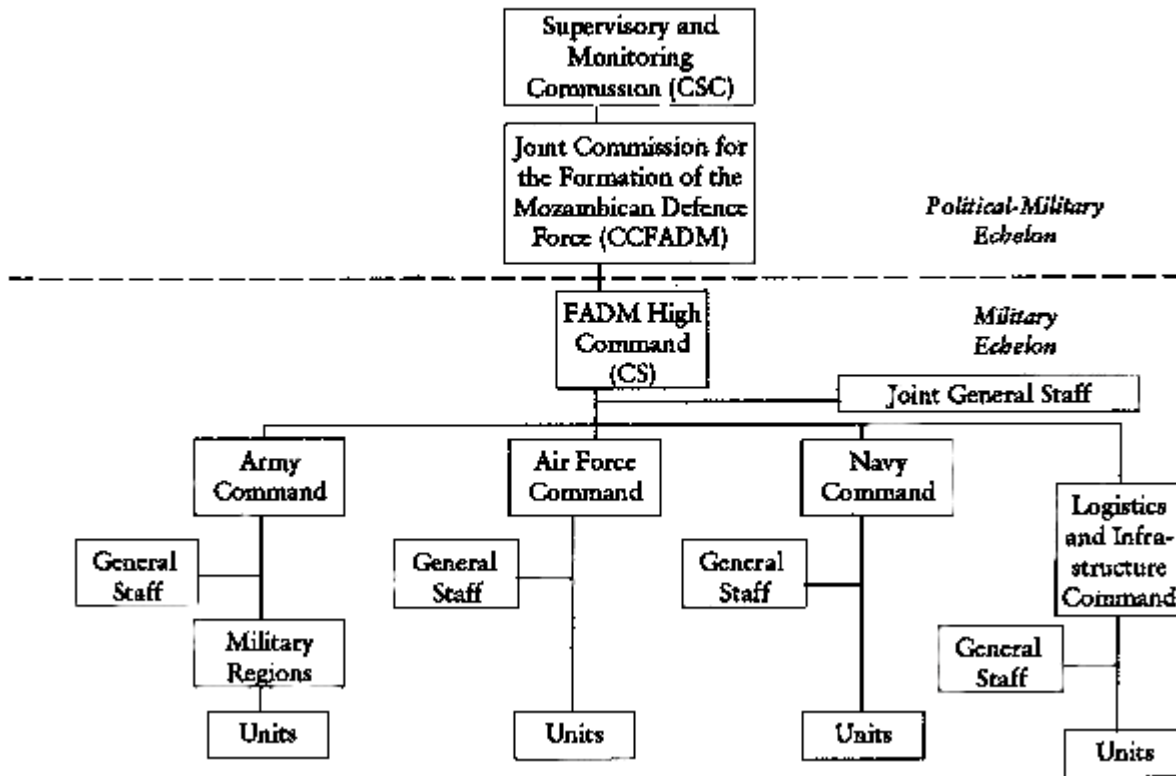 Supervisory and
Monitoring
Commission (CSC)
Joint Commission for
the Formation of the
Mozambican Defence
Force (CCFADM)
Political-Military
Echelon
FADM High
Command
(CS)
Military
Echelon
Joint General Staff
Army
Command
Air Force
Command
Navy
Command
Logistics
and Infra-
structure
Command
General
Staff
General
Staff
General
Staff
General
Staff
Military
Regions
Units
Units
Units
Units